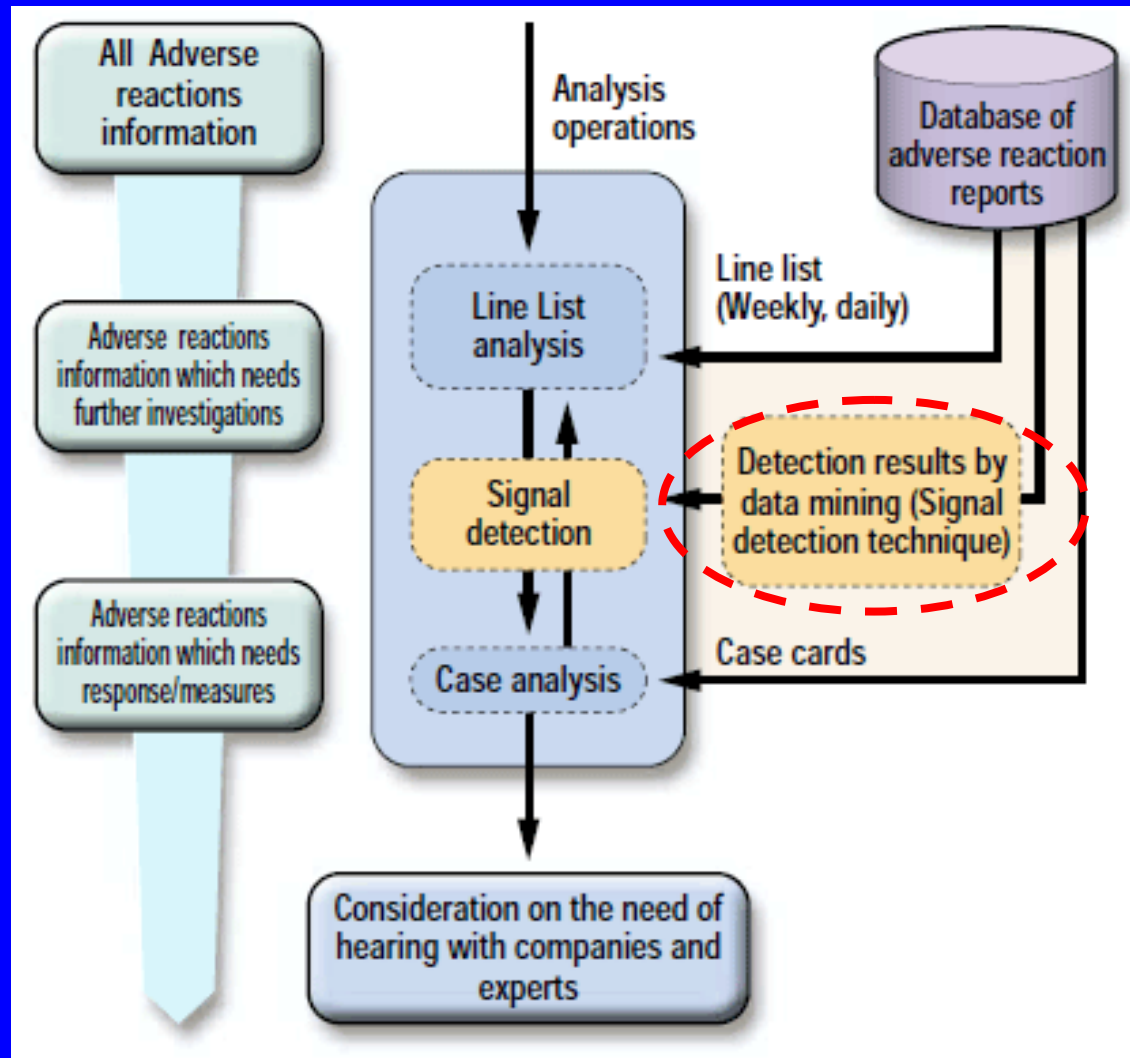 All Adverse
reactions
information
Adverse reactions
information which needs
further investigations
Adverse reactions
information which needs
response/measures
Analysis
operations
Line List
analysis
Signal
detection
Case analysis
Consideration on the need of
hearing with companies and
experts
Database of
adverse reaction
reports
Line list
(Weekly, daily)
Detection results by
data mining (Signal
detection technique)
Case cards